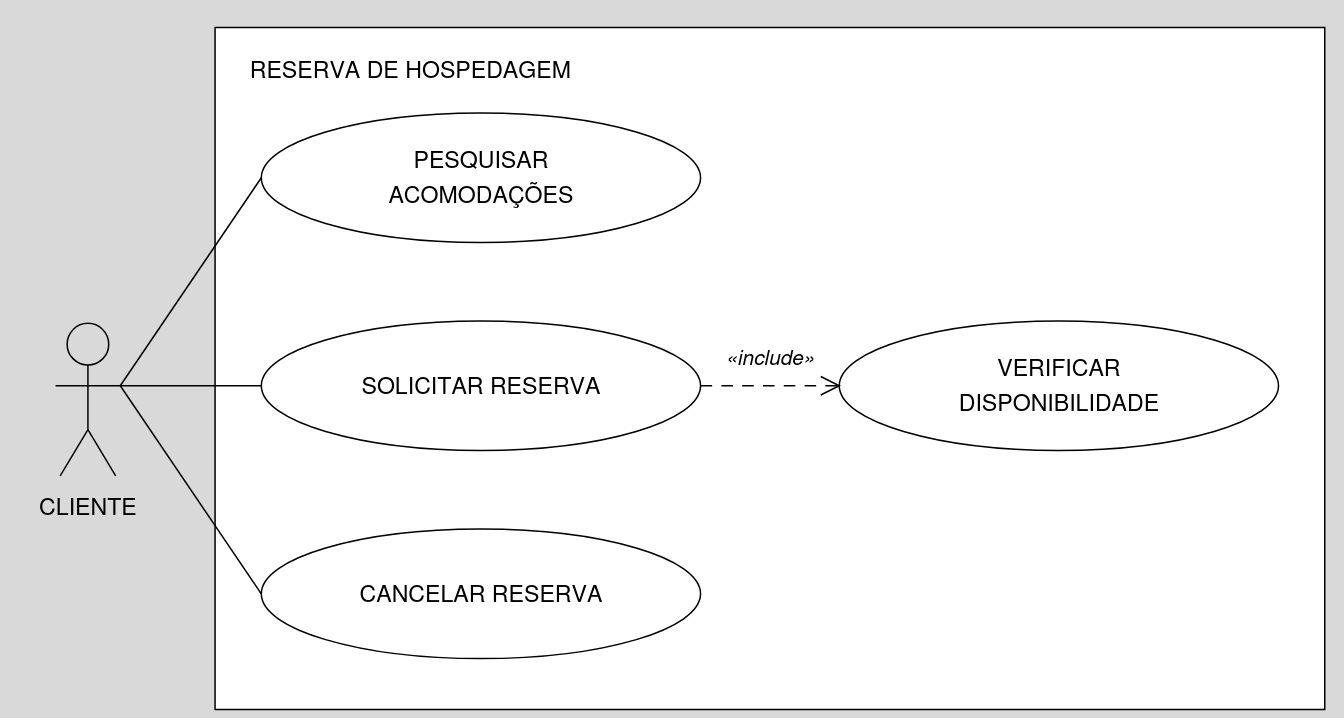 RESERVA DE HOSPEDAGEM
PESQUISAR
ACOMODAÇÕES
SOLICITAR RESERVA
«include»
VERIFICAR
DISPONIBILIDADE
CLIENTE
CANCELAR RESERVA